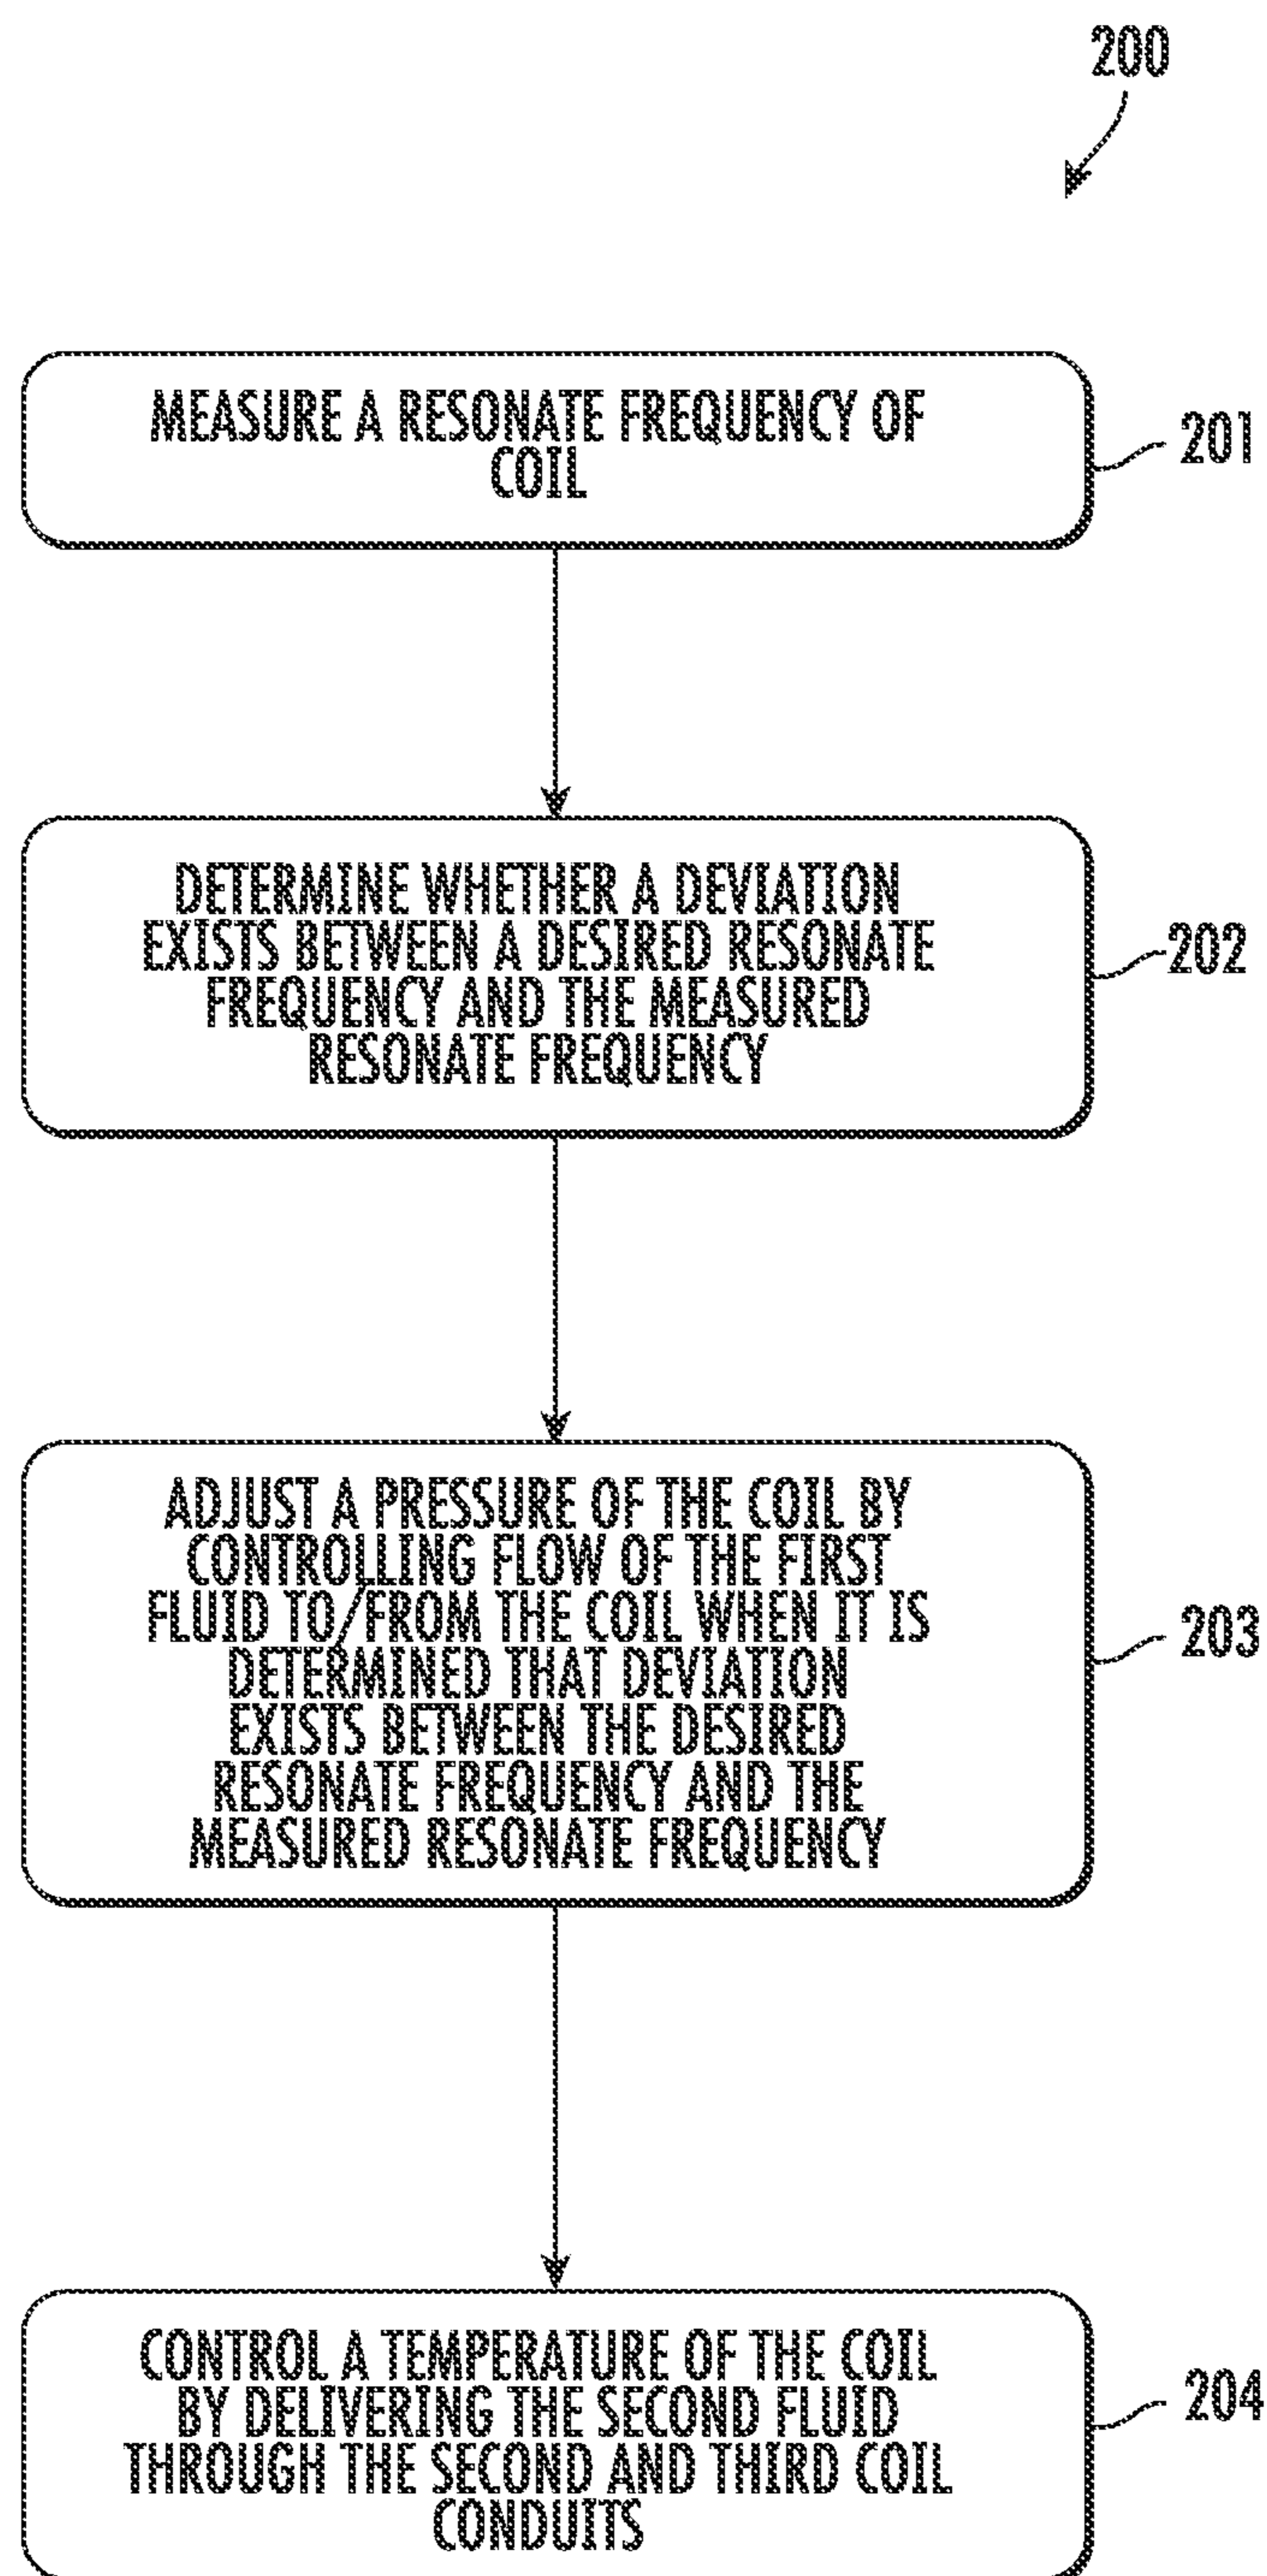 200
MEASURE A RESONATE FREQUENCY OF
COIL
201
DETERMINE WHETHER A DEVIATION
EXISTS BETWEEN A DESIRED RESONATE
FREQUENCY AND THE MEASURED
RESONATE FREQUENCY
202
ADJUST A PRESSURE OF THE COIL BY
CONTROLLING FLOW OF THE FIRST
FLUID TO/FROM THE COIL WHEN IT IS
DETERMINED THAT DEVIATION
EXISTS BETWEEN THE DESIRED
RESONATE FREQUENCY AND THE
MEASURED RESONATE FREQUENCY
203
CONTROL A TEMPERATURE OF THE COIL
BY DELIVERING THE SECOND FLUID
THROUGH THE SECOND AND THIRD COIL
CONDUITS
204